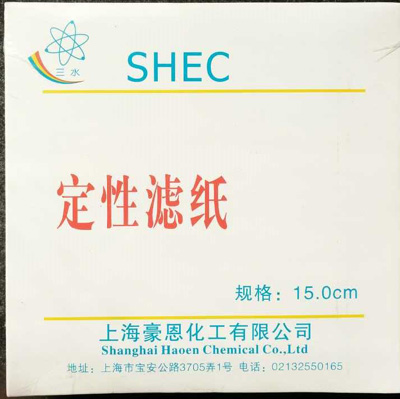 三水
SHEC
定性滤纸
规格：15.0cm
上海豪恩化工有限公司
Shanghai Haoen Chemical Co.,Ltd
地址：上海市宝安公路3705弄1号 电话：02132550165